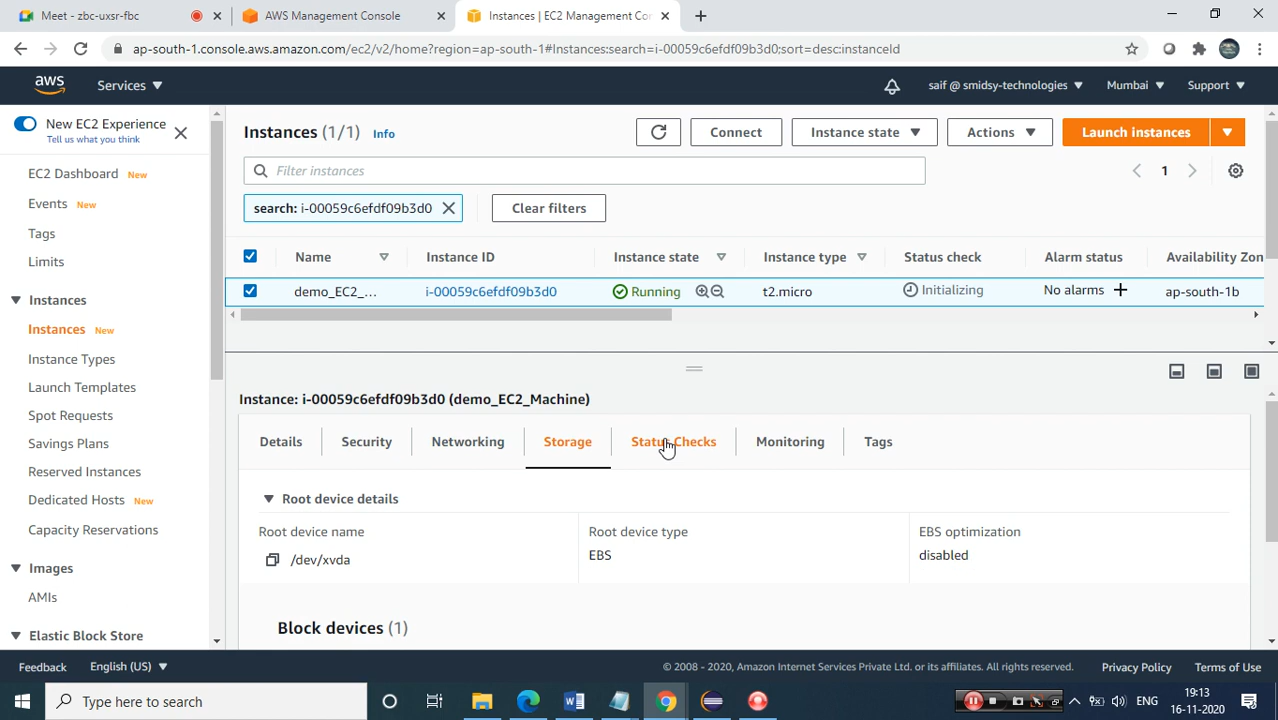 Meet - zbc-uxsr-fbc
AWS Management Console
Instances | EC2 Management Con
ap-south-1.console.aws.amazon.com/ec2/v2/home?region=ap-south-1#Instances:search=i-00059c6efdf09b3d0;sort=desc:instanceId
aws
Services
saif @ smidsy-technologies
Mumbai
Support
New EC2 Experience
Tell us what you think
EC2 Dashboard New
Events New
Tags
Limits
Instances
Instances New
Instance Types
Launch Templates
Spot Requests
Savings Plans
Reserved Instances
Dedicated Hosts New
Capacity Reservations
Images
AMIs
Elastic Block Store
Instances (1/1) Info
Connect
Instance state
Actions
Launch instances
Filter instances
1
search: i-00059c6efdf09b3d0
Clear filters
Name Instance ID Instance state Instance type Status check Alarm status Availability Zon
demo_EC2_... i-00059c6efdf09b3d0 Running t2.micro Initializing No alarms ap-south-1b
Instance: i-00059c6efdf09b3d0 (demo_EC2_Machine)
Details Security Networking Storage Status Checks Monitoring Tags
Root device details
Root device name Root device type EBS optimization
/dev/xvda EBS disabled
Block devices (1)
Feedback English (US) © 2008 - 2020, Amazon Internet Services Private Ltd. or its affiliates. All rights reserved. Privacy Policy Terms of Use
Type here to search
ENG
19:13
16-11-2020